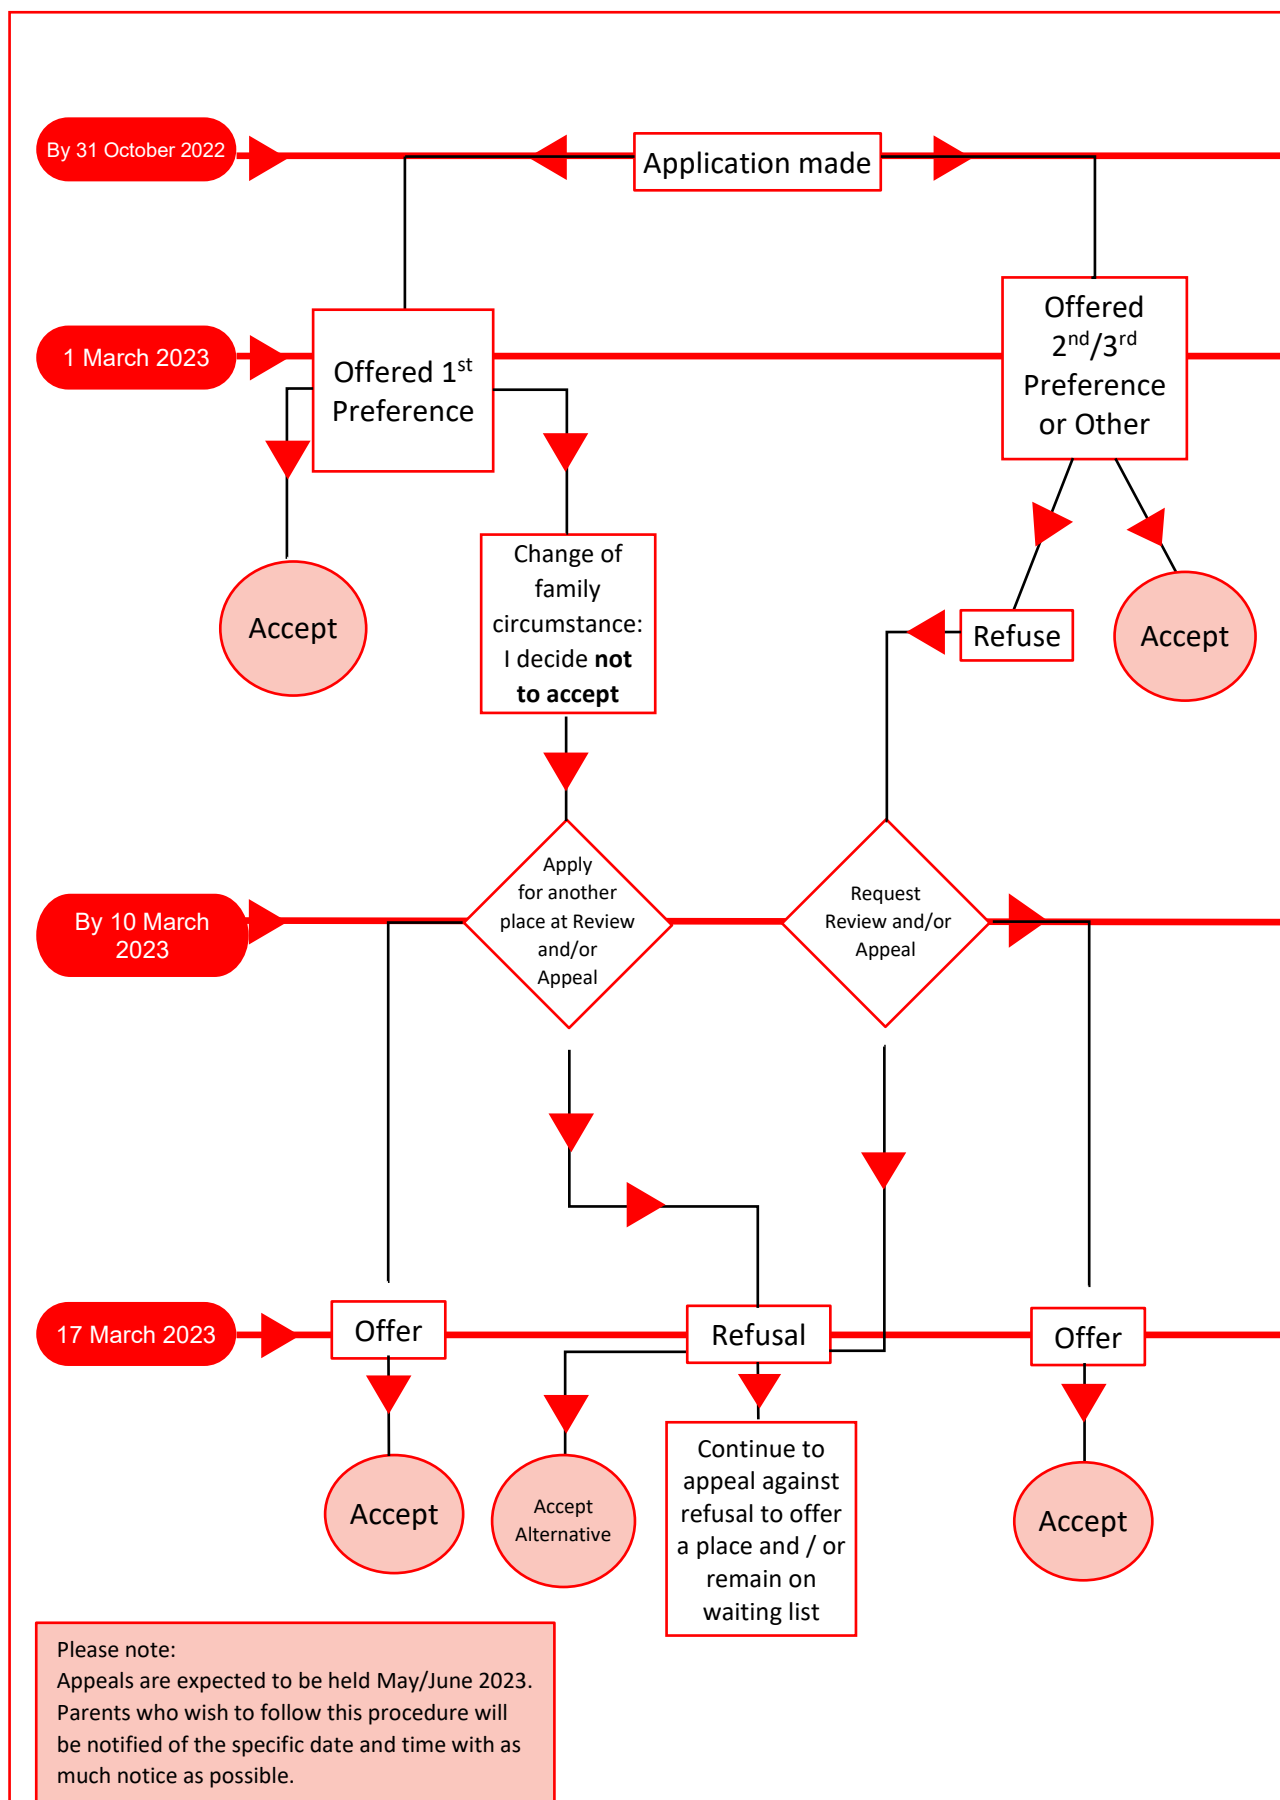 By 31 October 2022
Application made
1 March 2023
Offered 1st
Preference
Offered
2nd/3rd
Preference
or Other
Accept
Change of
family
circumstance:
I decide not
to accept
Refuse
Accept
By 10 March
2023
Apply
for another
place at Review
and/or
Appeal
Request
Review and/or
Appeal
17 March 2023
Offer
Refusal
Offer
Accept
Accept
Alternative
Continue to
appeal against
refusal to offer
a place and / or
remain on
waiting list
Accept
Please note:
Appeals are expected to be held May/June 2023.
Parents who wish to follow this procedure will
be notified of the specific date and time with as
much notice as possible.